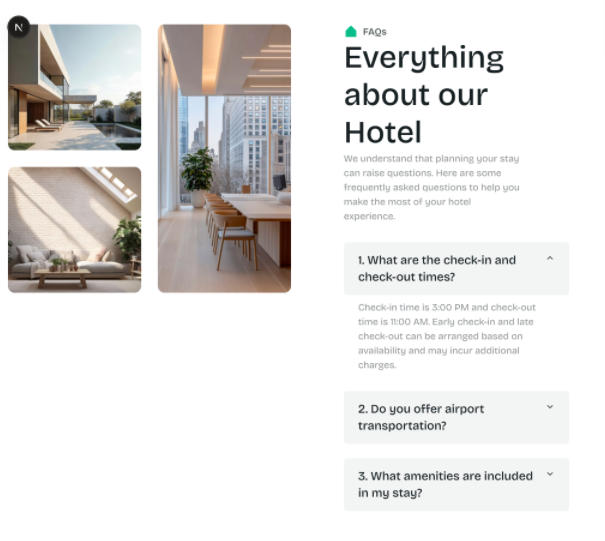 N
FAQs
Everything
about our
Hotel
We understand that planning your stay
can raise questions. Here are some
frequently asked questions to help you
make the most of your hotel
experience.
1. What are the check-in and
check-out times?
Check-in time is 3:00 PM and check-out
time is 11:00 AM. Early check-in and late
check-out can be arranged based on
availability and may incur additional
charges.
2. Do you offer airport
transportation?
3. What amenities are included
in my stay?